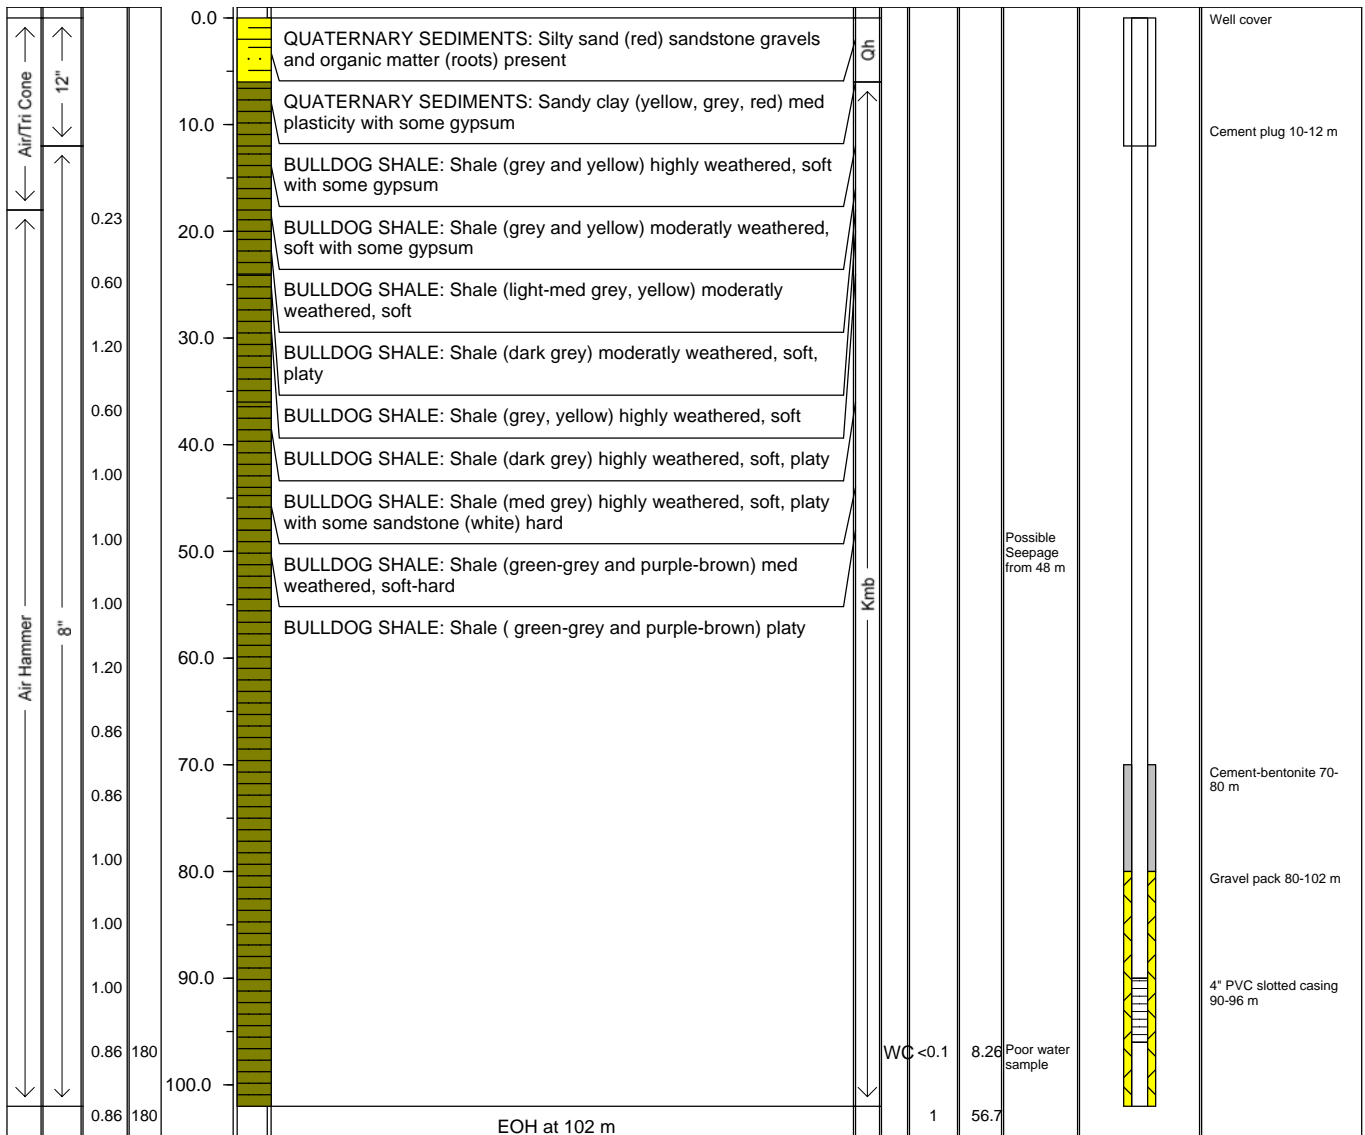 0.0
Well cover
QUATERNARY SEDIMENTS: Silty sand (red) sandstone gravels
and organic matter (roots) present
Qh
12"
Air/Tri Cone
QUATERNARY SEDIMENTS: Sandy clay (yellow, grey, red) med
plasticity with some gypsum
10.0
Cement plug 10-12 m
BULLDOG SHALE: Shale (grey and yellow) highly weathered, soft
with some gypsum
0.23
20.0
BULLDOG SHALE: Shale (grey and yellow) moderatly weathered,
soft with some gypsum
0.60
BULLDOG SHALE: Shale (light-med grey, yellow) moderatly
weathered, soft
30.0
1.20
BULLDOG SHALE: Shale (dark grey) moderatly weathered, soft,
platy
0.60
BULLDOG SHALE: Shale (grey, yellow) highly weathered, soft
40.0
BULLDOG SHALE: Shale (dark grey) highly weathered, soft, platy
1.00
BULLDOG SHALE: Shale (med grey) highly weathered, soft, platy
with some sandstone (white) hard
1.00
50.0
Possible
Seepage
from 48 m
BULLDOG SHALE: Shale (green-grey and purple-brown) med
weathered, soft-hard
Kmb
1.00
8"
BULLDOG SHALE: Shale ( green-grey and purple-brown) platy
60.0
Air Hammer
1.20
0.86
70.0
Cement-bentonite 70-
80 m
0.86
1.00
80.0
Gravel pack 80-102 m
1.00
90.0
1.00
4" PVC slotted casing
90-96 m
0.86
180
WC
<0.1
8.26
Poor water
sample
100.0
0.86
180
1
56.7
EOH at 102 m